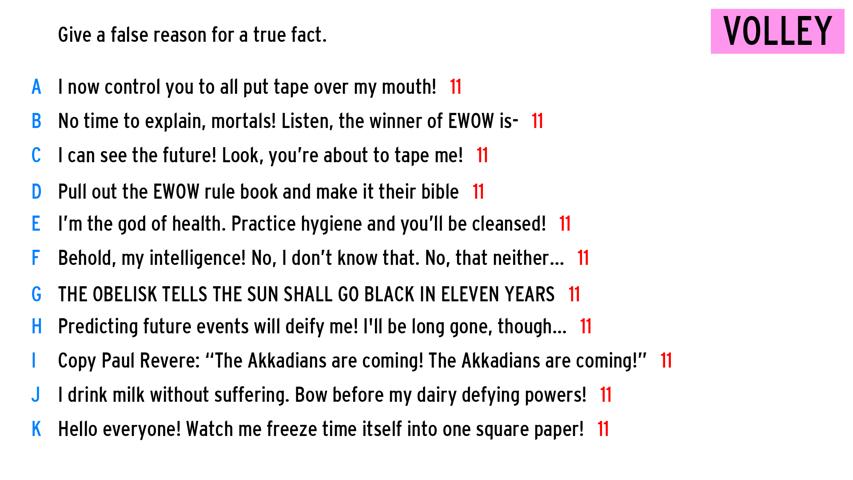 Give a false reason for a true fact.
VOLLEY
A I now control you to all put tape over my mouth! 11
B No time to explain, mortals! Listen, the winner of EWOW is- 11
C I can see the future! Look, you're about to tape me! 11
D Pull out the EWOW rule book and make it their bible 11
E I'm the god of health. Practice hygiene and you'll be cleansed! 11
F Behold, my intelligence! No, I don't know that. No, that neither... 11
G THE OBELISK TELLS THE SUN SHALL GO BLACK IN ELEVEN YEARS 11
H Predicting future events will deify me! I'll be long gone, though... 11
I Copy Paul Revere: “The Akkadians are coming! The Akkadians are coming!” 11
J I drink milk without suffering. Bow before my dairy defying powers! 11
K Hello everyone! Watch me freeze time itself into one square paper! 11